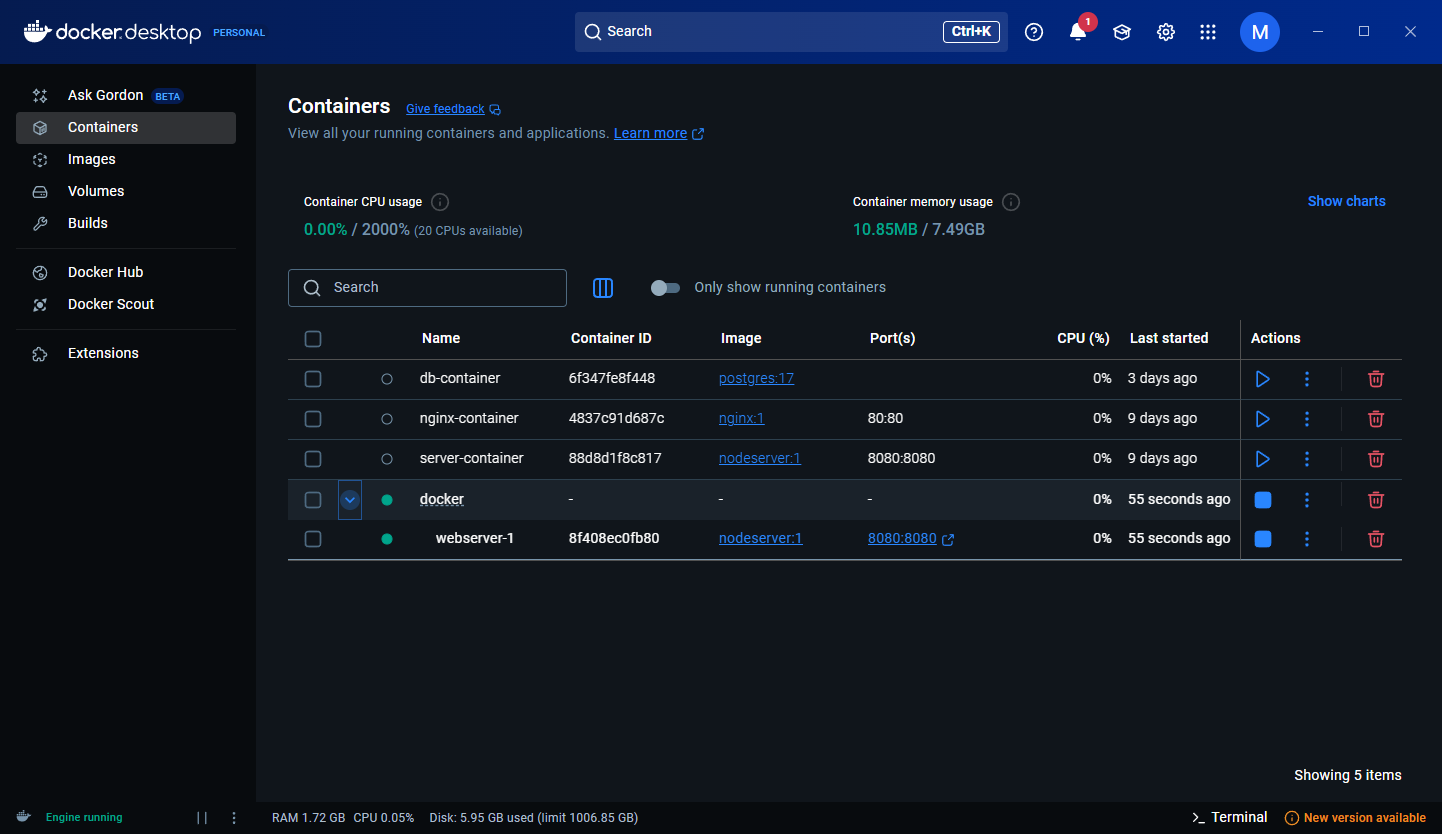 docker.desktop PERSONAL Search Ctrl+K 1 M
Ask Gordon BETA
Containers
Images
Volumes
Builds
Docker Hub
Docker Scout
Extensions
Containers Give feedback
View all your running containers and applications. Learn more
Container CPU usage Container memory usage Show charts
0.00% / 2000% (20 CPUs available) 10.85MB / 7.49GB
Search Only show running containers
Name Container ID Image Port(s) CPU (%) Last started Actions
db-container 6f347fe8f448 postgres:17 0% 3 days ago
nginx-container 4837c91d687c nginx:1 80:80 0% 9 days ago
server-container 88d8d1f8c817 nodeserver:1 8080:8080 0% 9 days ago
docker - - - 0% 55 seconds ago
webserver-1 8f408ec0fb80 nodeserver:1 8080:8080 0% 55 seconds ago
Showing 5 items
Engine running RAM 1.72 GB CPU 0.05% Disk: 5.95 GB used (limit 1006.85 GB) Terminal New version available